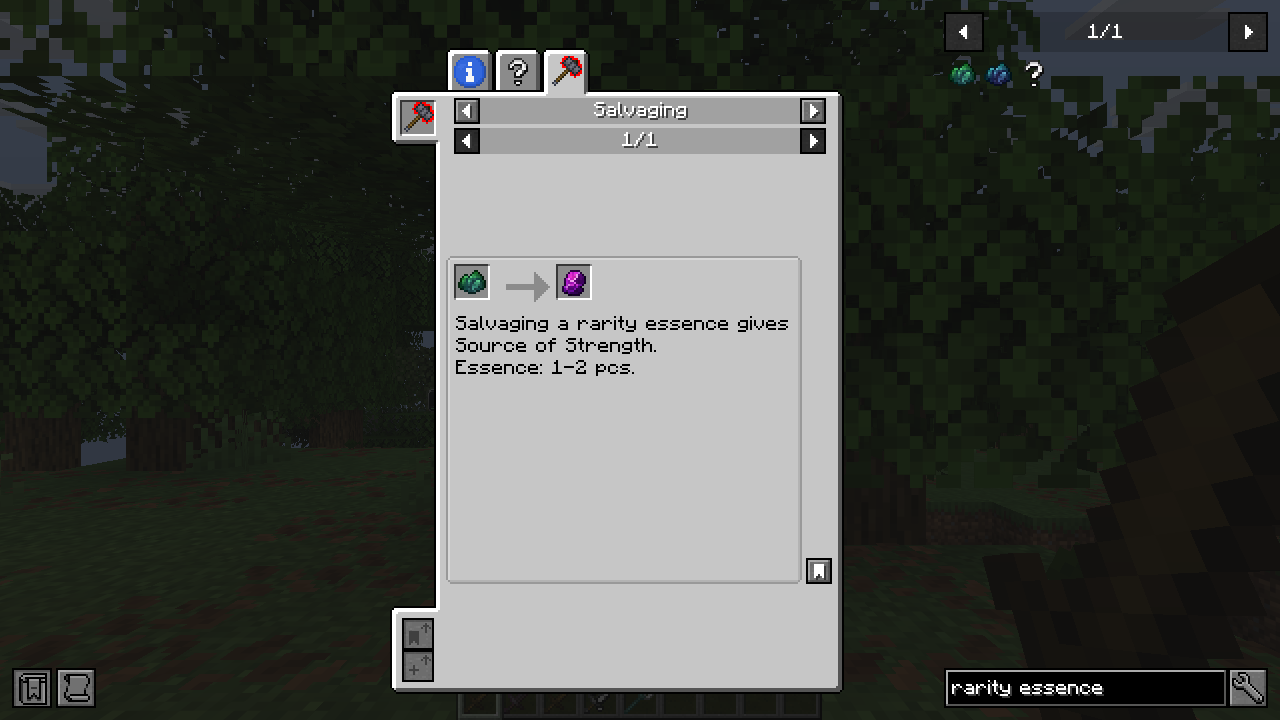 1/1
Salvaging
1/1
Salvaging a rarity essence gives
Source of Strength.
Essence: 1-2 pcs.
rarity essence